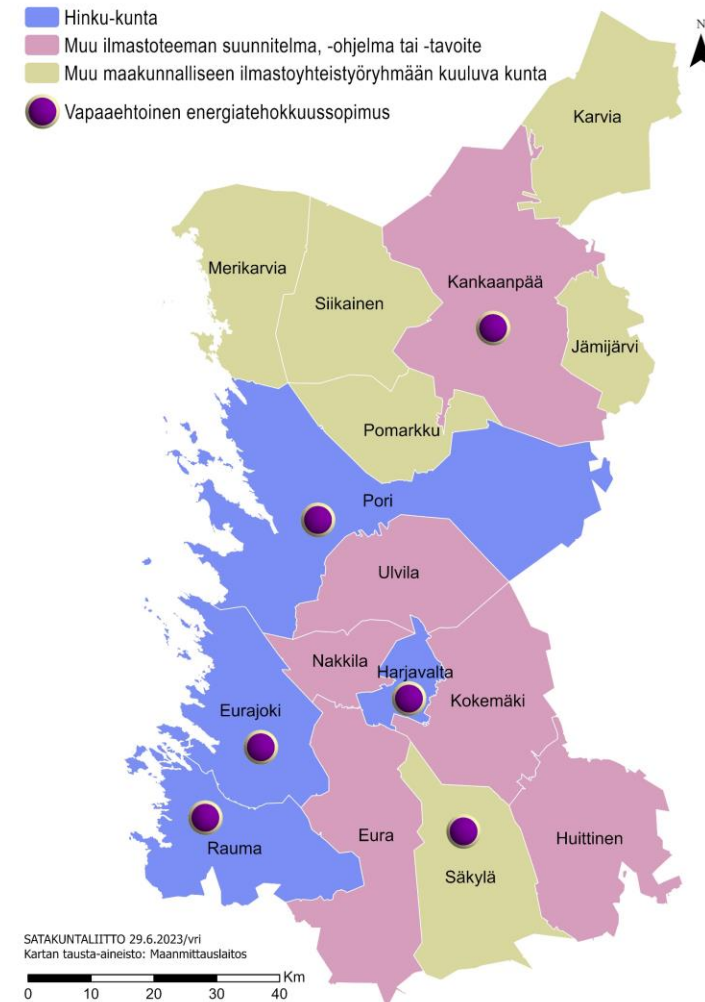 Hinku-kunta
Muu ilmastoteeman suunnitelma, -ohjelma tai -tavoite
Muu maakunnalliseen ilmastoyhteistyöryhmään kuuluva kunta
Vapaaehtoinen energiatehokkuussopimus
N
Karvia
Merikarvia
Siikainen
Kankaanpää
Jämijärvi
Pomarkku
Pori
Ulvila
Nakkila
Harjavalta
Kokemäki
Eurajoki
Rauma
Eura
Säkylä
Huittinen
SATAKUNTALIITTO 29.6.2023/vri
Kartan tausta-aineisto: Maanmittauslaitos
Km
0 10 20 30 40